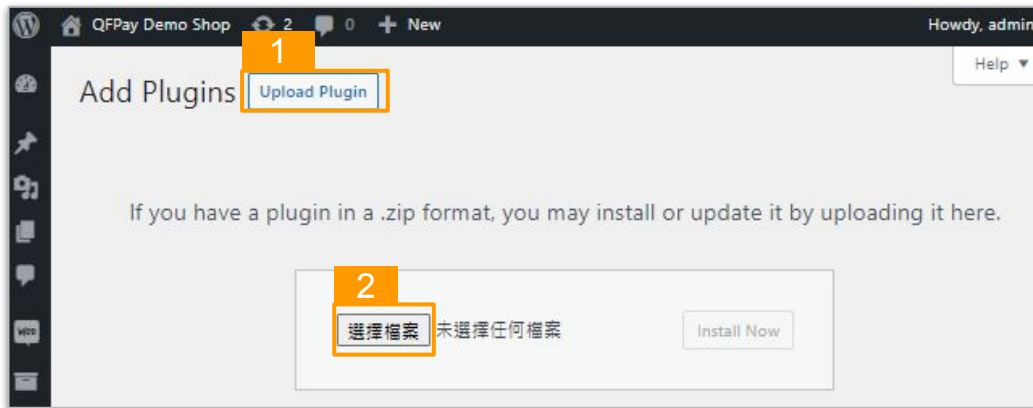 QFPay Demo Shop 2 0 + New Howdy, admin
1
Help ▼
Add Plugins Upload Plugin
If you have a plugin in a .zip format, you may install or update it by uploading it here.
2
選擇檔案 未選擇任何檔案 Install Now
Woo